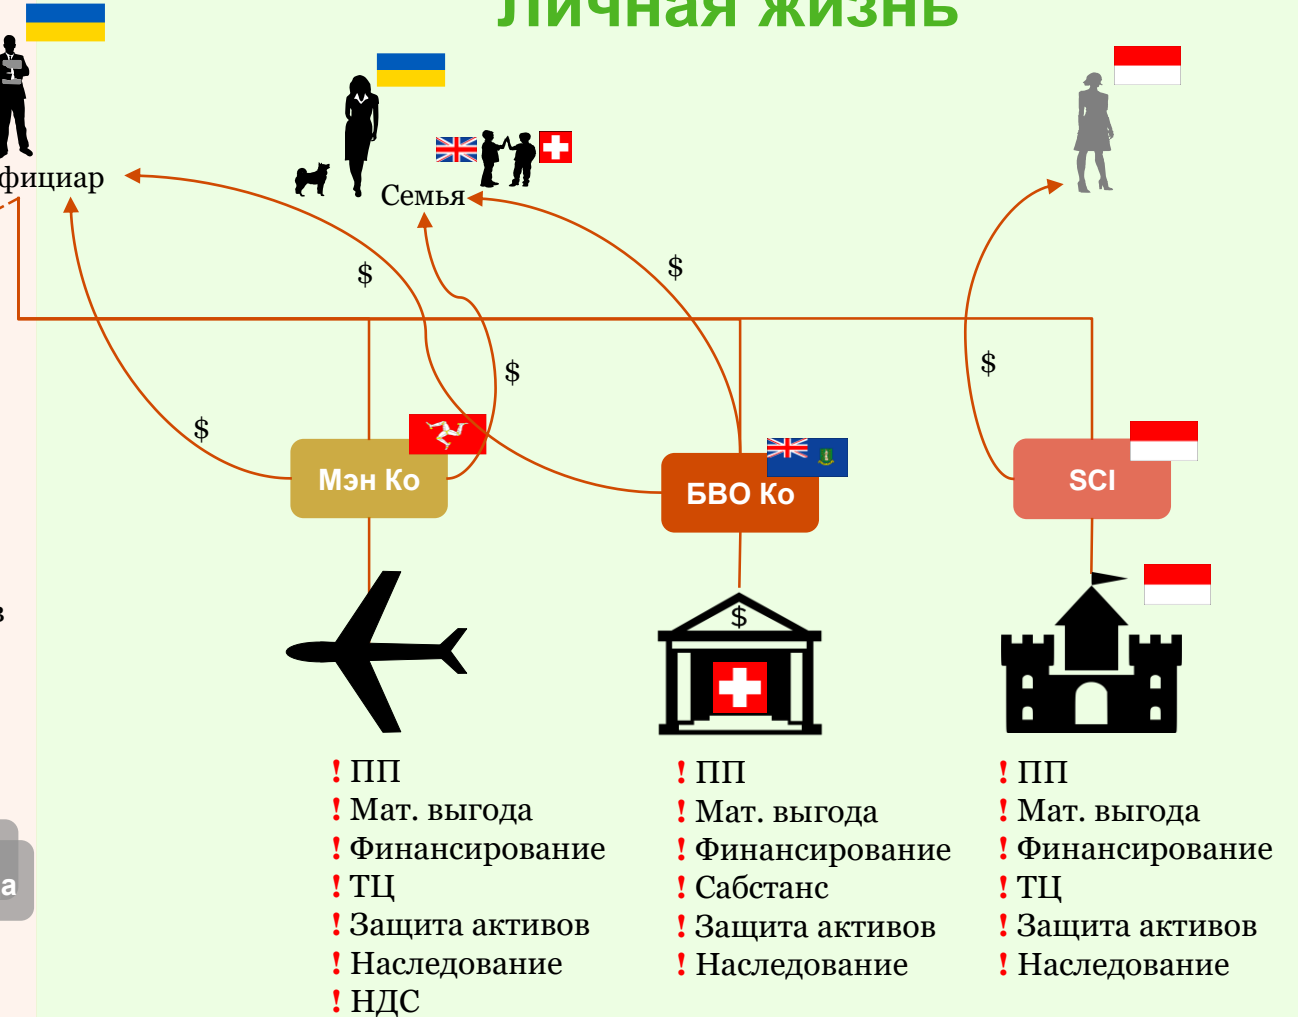 Личная жизнь
фициар
Семья
$
$
$
$
$
Мэн Ко
БВО Ко
SCI
$
в
а
! ПП
! Мат. выгода
! Финансирование
! ТЦ
! Защита активов
! Наследование
! НДС
! ПП
! Мат. выгода
! Финансирование
! Сабстанс
! Защита активов
! Наследование
! ПП
! Мат. выгода
! Финансирование
! ТЦ
! Защита активов
! Наследование